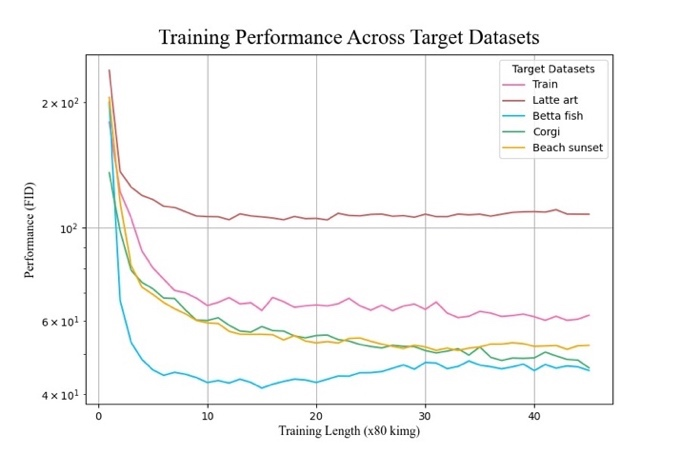 Training Performance Across Target Datasets
Target Datasets
Train
Latte art
Betta fish
Corgi
Beach sunset
Performance (FID)
2 × 10²
10²
6 × 10¹
4 × 10¹
0 10 20 30 40
Training Length (x80 kimg)